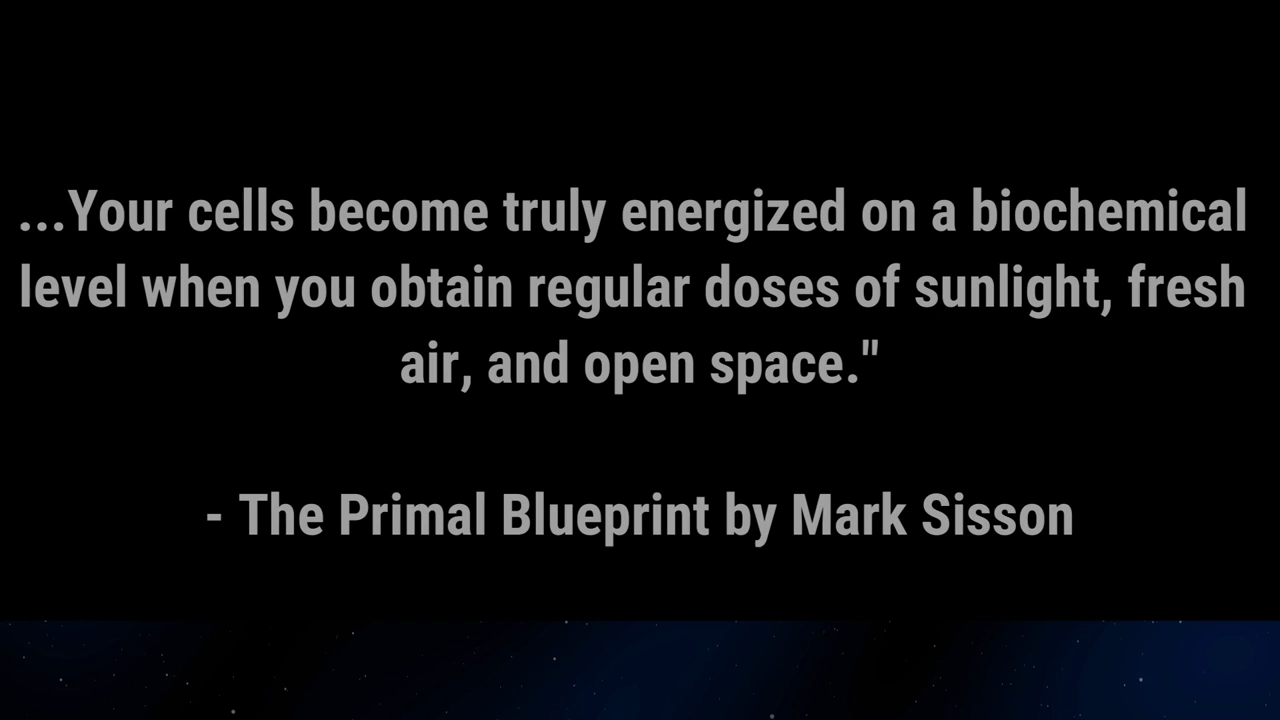 ...Your cells become truly energized on a biochemical
level when you obtain regular doses of sunlight, fresh
air, and open space."
- The Primal Blueprint by Mark Sisson